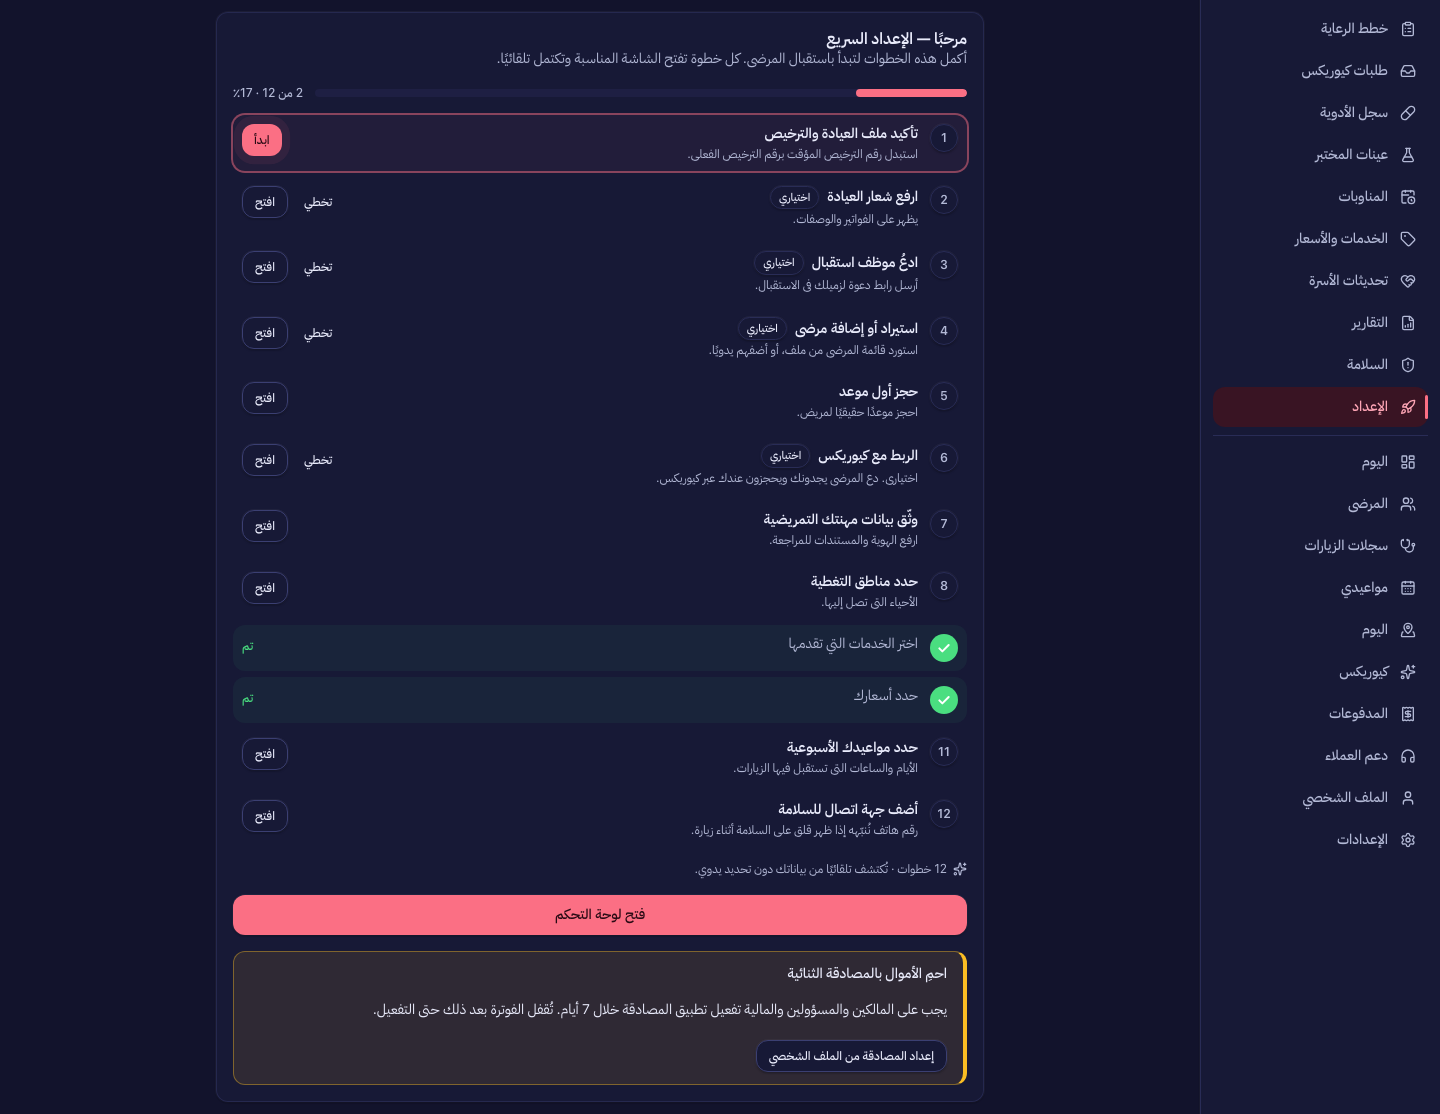 خطط الرعاية
طلبات كيوريكس
سجل الأدوية
عينات المختبر
المناوبات
الخدمات والأسعار
تحديثات الأسرة
التقارير
السلامة
الإعداد
اليوم
المرضى
سجلات الزيارات
مواعيدي
اليوم
كيوريكس
المدفوعات
دعم العملاء
الملف الشخصي
الإعدادات
مرحبًا — الإعداد السريع
أكمل هذه الخطوات لتبدأ باستقبال المرضى. كل خطوة تفتح الشاشة المناسبة وتكتمل تلقائيًا.
2 من 12 · 17٪
1 تأكيد ملف العيادة والترخيص ابدأ
استبدل رقم الترخيص المؤقت برقم الترخيص الفعلي.
2 ارفع شعار العيادة اختياري تخطي افتح
يظهر على الفواتير والوصفات.
3 ادعُ موظف استقبال اختياري تخطي افتح
أرسل رابط دعوة لزميلك في الاستقبال.
4 استيراد أو إضافة مرضى اختياري تخطي افتح
استورد قائمة المرضى من ملف، أو أضفهم يدويًا.
5 حجز أول موعد افتح
احجز موعدًا حقيقيًا لمريض.
6 الربط مع كيوريكس اختياري تخطي افتح
اختياري. دع المرضى يجدونك ويحجزون عندك عبر كيوريكس.
7 وثّق بيانات مهنتك التمريضية افتح
ارفع الهوية والمستندات للمراجعة.
8 حدد مناطق التغطية افتح
الأحياء التي تصل إليها.
اختر الخدمات التي تقدمها تم
حدد أسعارك تم
11 حدد مواعيدك الأسبوعية افتح
الأيام والساعات التي تستقبل فيها الزيارات.
12 أضف جهة اتصال للسلامة افتح
رقم هاتف نُنبّهه إذا ظهر قلق على السلامة أثناء زيارة.
12 خطوات · تُكتشف تلقائيًا من بياناتك دون تحديد يدوي.
فتح لوحة التحكم
احمِ الأموال بالمصادقة الثنائية
يجب على المالكين والمسؤولين والمالية تفعيل تطبيق المصادقة خلال 7 أيام. تُقفل الفوترة بعد ذلك حتى التفعيل.
إعداد المصادقة من الملف الشخصي